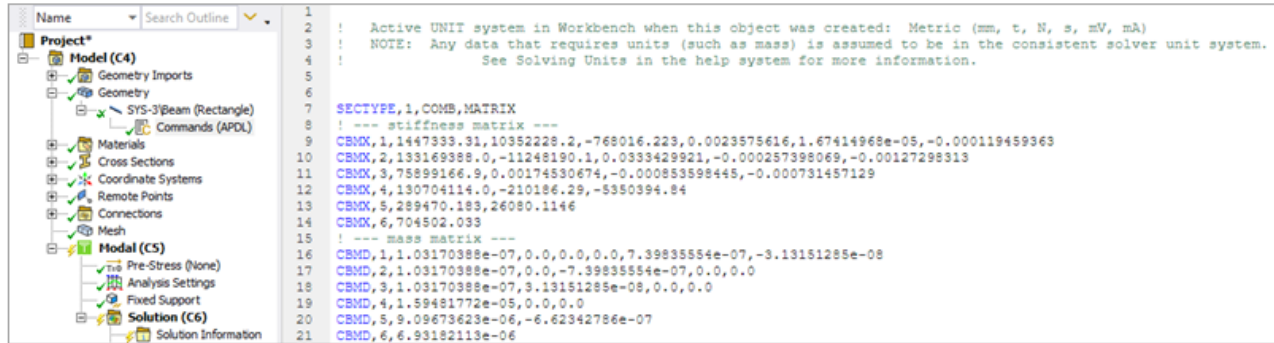 Name
Search Outline
Project*
Model (C4)
Geometry Imports
Geometry
SYS-3\Beam (Rectangle)
Commands (APDL)
Materials
Cross Sections
Coordinate Systems
Remote Points
Connections
Mesh
Modal (C5)
Pre-Stress (None)
Analysis Settings
Fixed Support
Solution (C6)
Solution Information
1
2 ! Active UNIT system in Workbench when this object was created: Metric (mm, t, N, s, mV, mA)
3 ! NOTE: Any data that requires units (such as mass) is assumed to be in the consistent solver unit system.
4 ! See Solving Units in the help system for more information.
5
6
7 SECTYPE,1,COMB,MATRIX
8 ! --- stiffness matrix ---
9 CBMX,1,1447333.31,10352228.2,-768016.223,0.0023575616,1.67414968e-05,-0.000119459363
10 CBMX,2,133169388.0,-11248190.1,0.0333429921,-0.000257398069,-0.00127298313
11 CBMX,3,75899166.9,0.00174530674,-0.000853598445,-0.000731457129
12 CBMX,4,130704114.0,-210186.29,-5350394.84
13 CBMX,5,289470.183,26080.1146
14 CBMX,6,704502.033
15 ! --- mass matrix ---
16 CBMD,1,1.03170388e-07,0.0,0.0,0.0,7.39835554e-07,-3.13151285e-08
17 CBMD,2,1.03170388e-07,0.0,-7.39835554e-07,0.0,0.0
18 CBMD,3,1.03170388e-07,3.13151285e-08,0.0,0.0
19 CBMD,4,1.59481772e-05,0.0,0.0
20 CBMD,5,9.09673623e-06,-6.62342786e-07
21 CBMD,6,6.93182113e-06